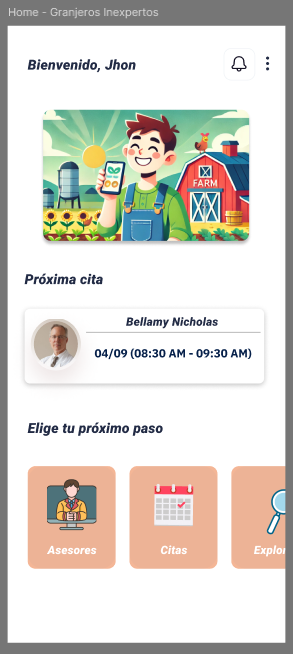 Home - Granjeros Inexpertos
Bienvenido, Jhon
FARM
Próxima cita
Bellamy Nicholas
04/09 (08:30 AM - 09:30 AM)
Elige tu próximo paso
Asesores
Citas
Explor